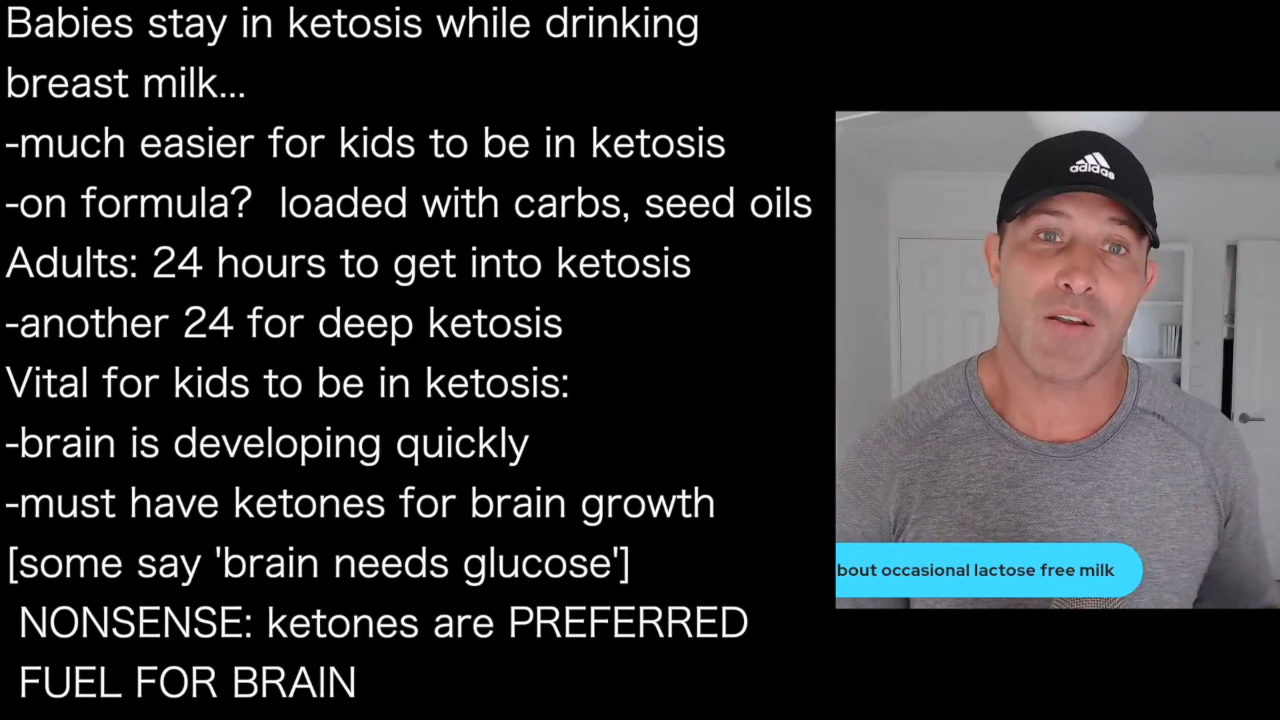 Babies stay in ketosis while drinking
breast milk...
-much easier for kids to be in ketosis
-on formula?  loaded with carbs, seed oils
Adults: 24 hours to get into ketosis
-another 24 for deep ketosis
Vital for kids to be in ketosis:
-brain is developing quickly
-must have ketones for brain growth
[some say 'brain needs glucose']
NONSENSE: ketones are PREFERRED
FUEL FOR BRAIN
adidas
bout occasional lactose free milk